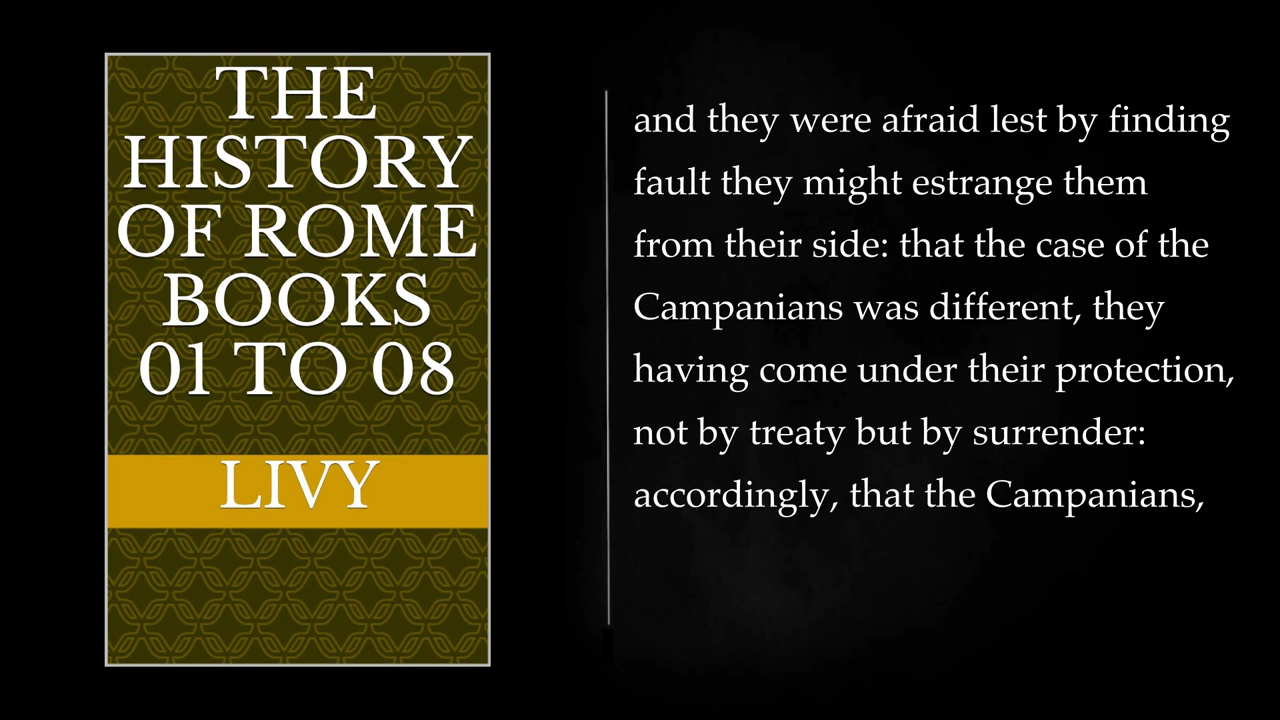 THE
HISTORY
OF ROME
BOOKS
01 TO 08
LIVY
and they were afraid lest by finding
fault they might estrange them
from their side: that the case of the
Campanians was different, they
having come under their protection,
not by treaty but by surrender:
accordingly, that the Campanians,